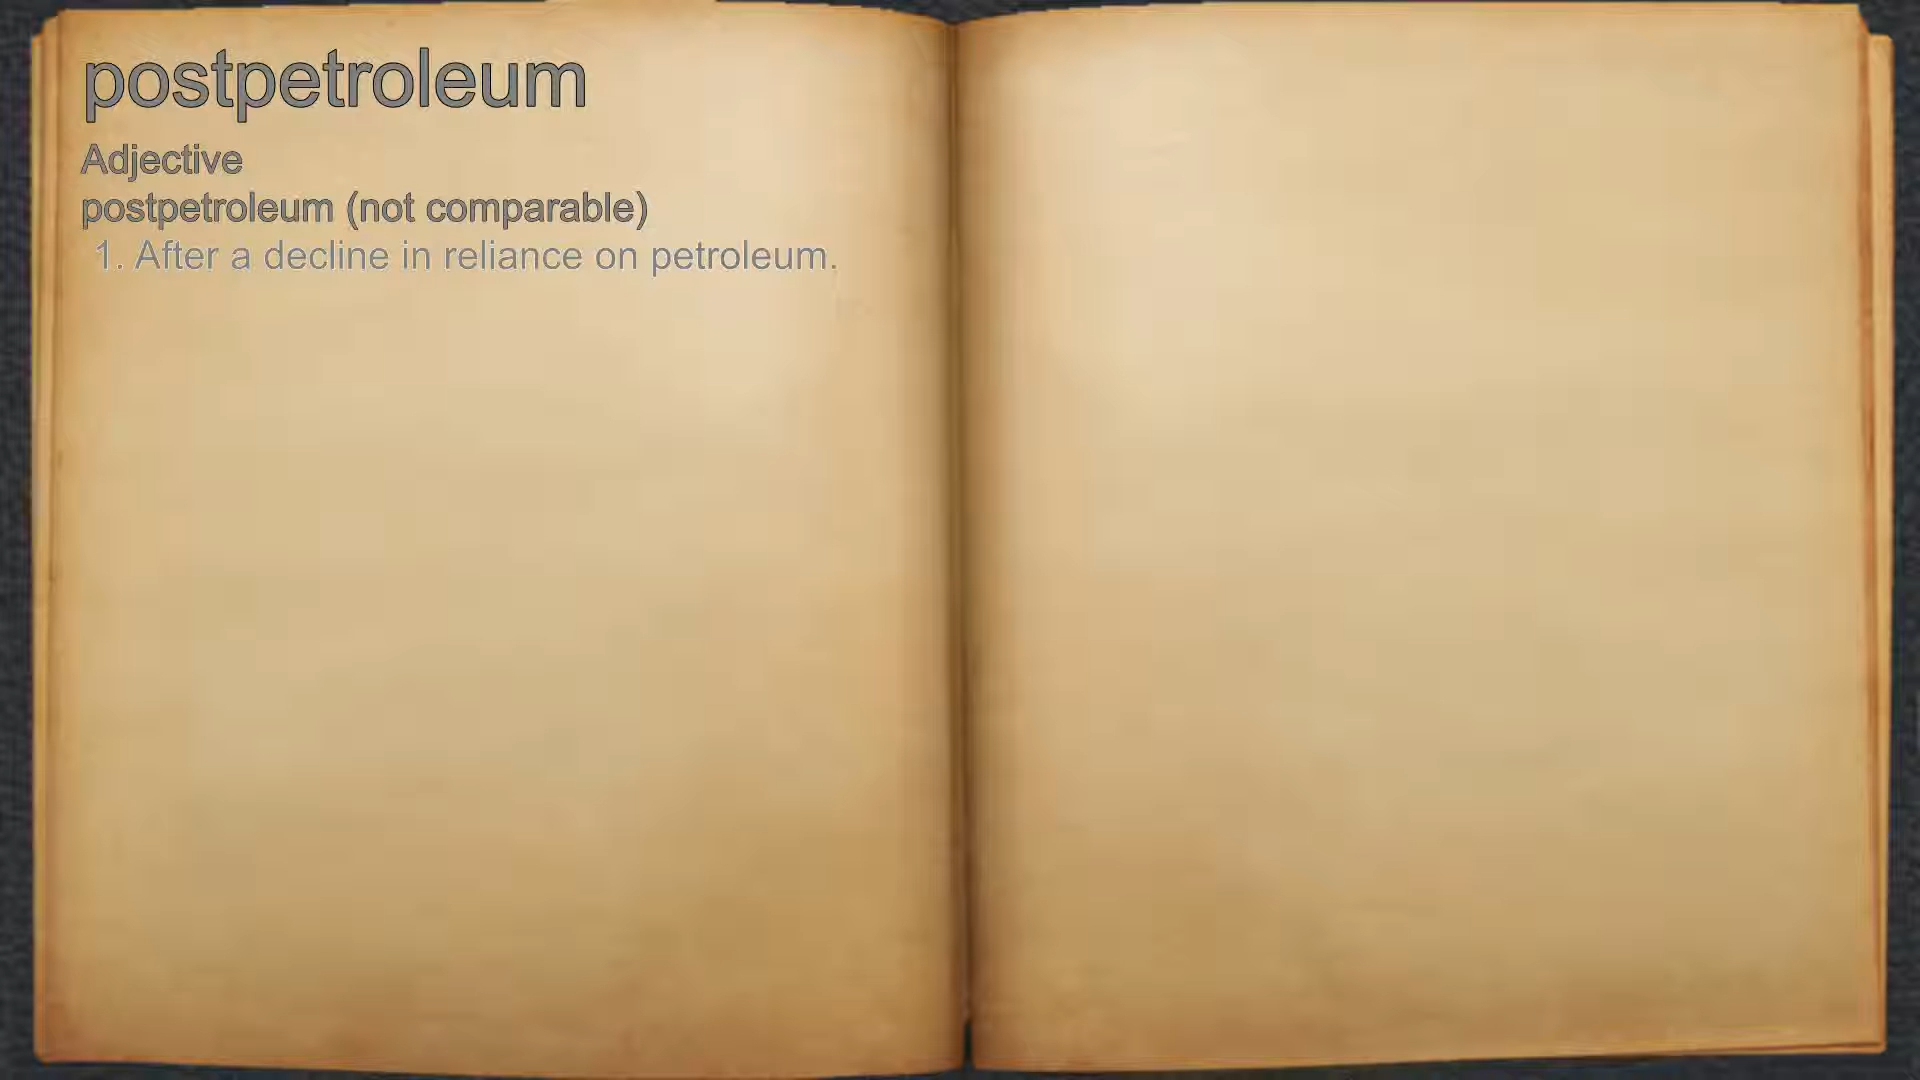 postpetroleum
Adjective
postpetroleum (not comparable)
1. After a decline in reliance on petroleum.